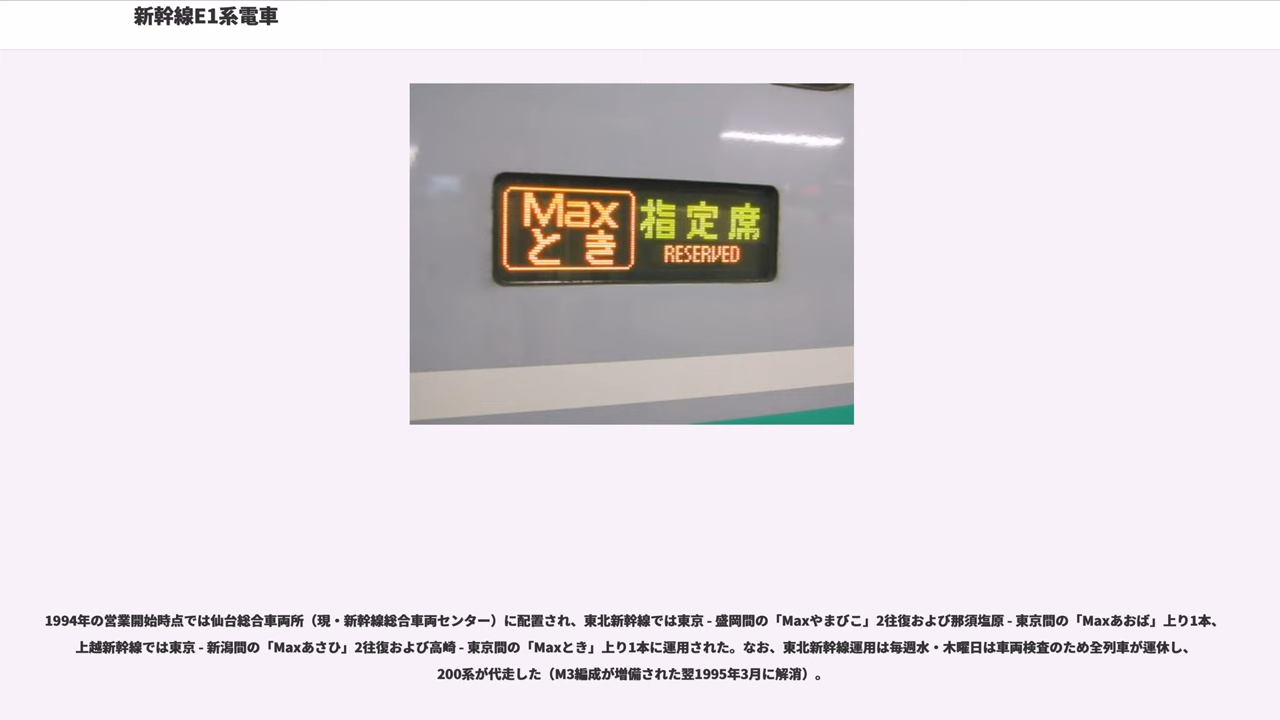 新幹線E1系電車
Max
とき
指定席
RESERVED
1994年の営業開始時点では仙台総合車両所（現・新幹線総合車両センター）に配置され、東北新幹線では東京 - 盛岡間の「Maxやまびこ」2往復および那須塩原 - 東京間の「Maxあおば」上り1本、
上越新幹線では東京 - 新潟間の「Maxあさひ」2往復および高崎 - 東京間の「Maxとき」上り1本に運用された。なお、東北新幹線運用は毎週水・木曜日は車両検査のため全列車が運休し、
200系が代走した（M3編成が増備された翌1995年3月に解消）。